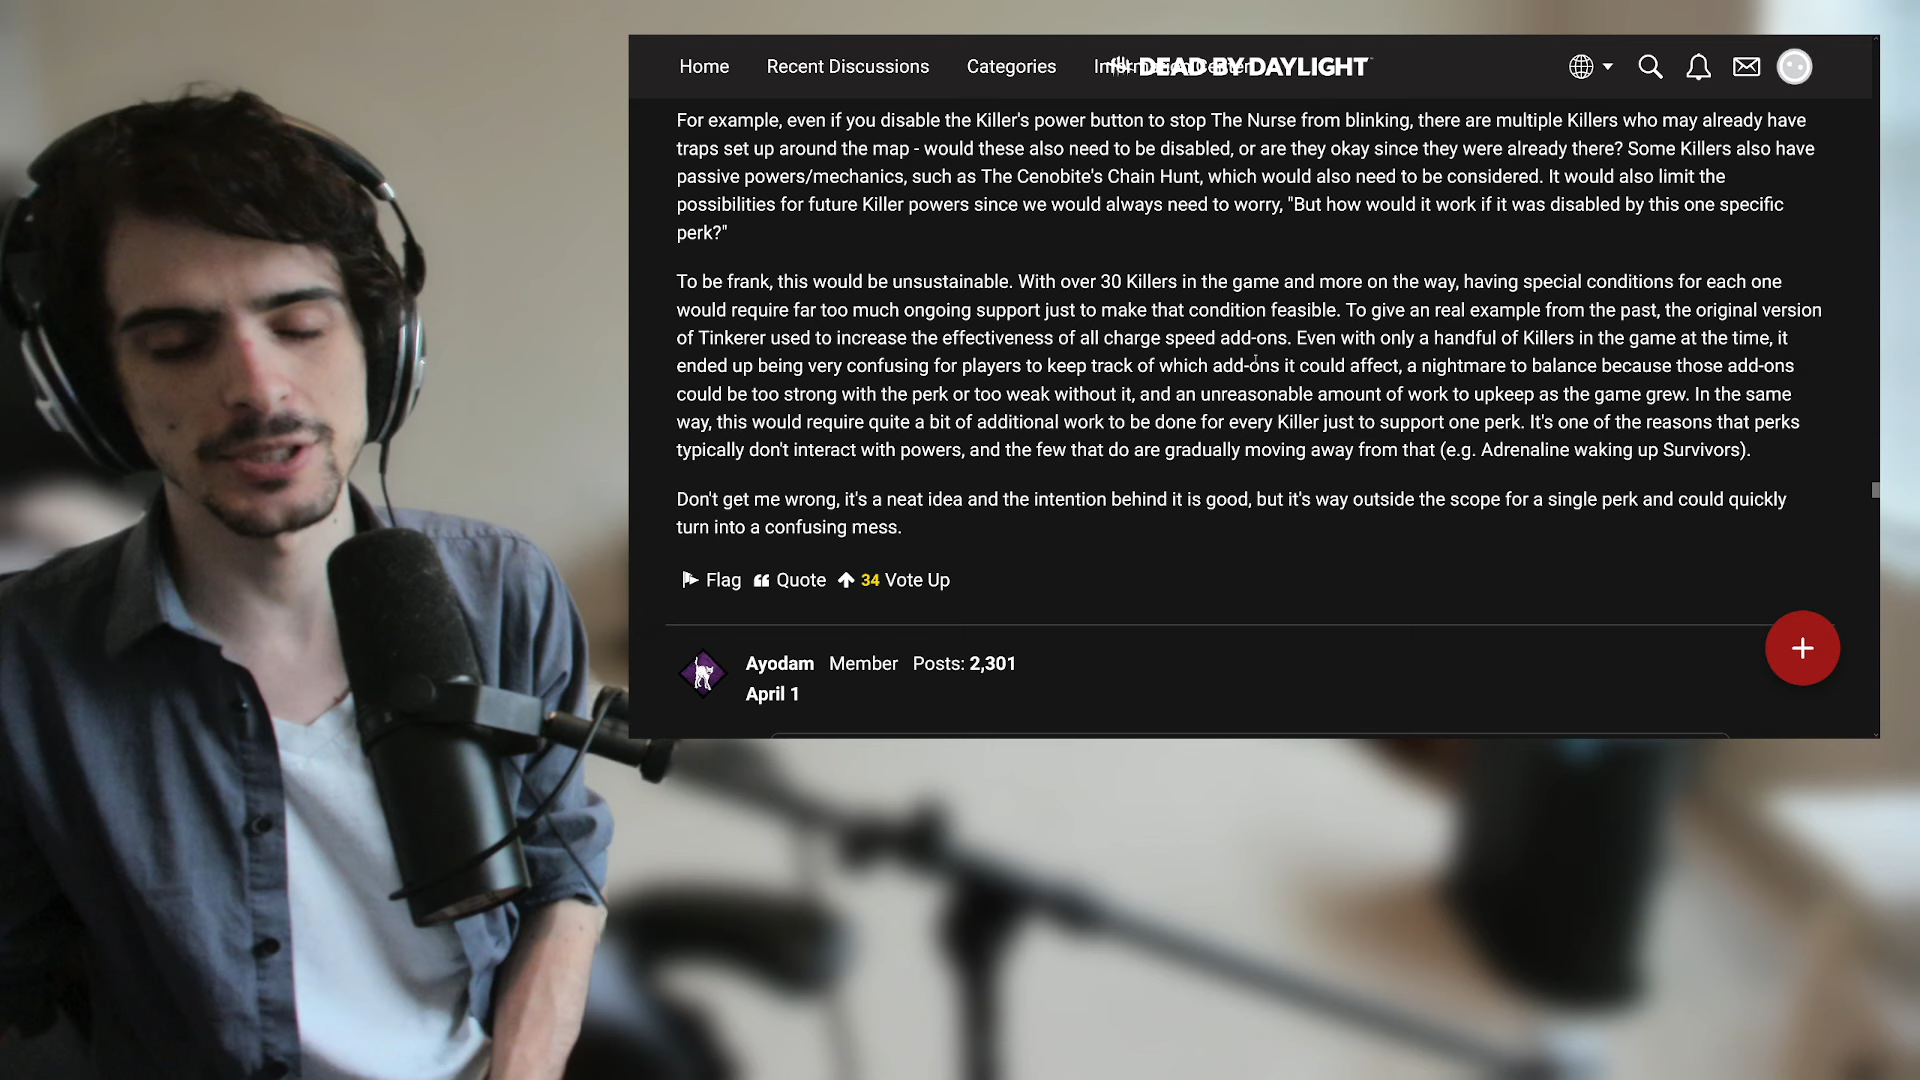 Home Recent Discussions Categories Information Center DEAD BY DAYLIGHT
For example, even if you disable the Killer's power button to stop The Nurse from blinking, there are multiple Killers who may already have
traps set up around the map - would these also need to be disabled, or are they okay since they were already there? Some Killers also have
passive powers/mechanics, such as The Cenobite's Chain Hunt, which would also need to be considered. It would also limit the
possibilities for future Killer powers since we would always need to worry, "But how would it work if it was disabled by this one specific
perk?"
To be frank, this would be unsustainable. With over 30 Killers in the game and more on the way, having special conditions for each one
would require far too much ongoing support just to make that condition feasible. To give an real example from the past, the original version
of Tinkerer used to increase the effectiveness of all charge speed add-ons. Even with only a handful of Killers in the game at the time, it
ended up being very confusing for players to keep track of which add-ons it could affect, a nightmare to balance because those add-ons
could be too strong with the perk or too weak without it, and an unreasonable amount of work to upkeep as the game grew. In the same
way, this would require quite a bit of additional work to be done for every Killer just to support one perk. It's one of the reasons that perks
typically don't interact with powers, and the few that do are gradually moving away from that (e.g. Adrenaline waking up Survivors).
Don't get me wrong, it's a neat idea and the intention behind it is good, but it's way outside the scope for a single perk and could quickly
turn into a confusing mess.
Flag Quote 34 Vote Up
Ayodam Member Posts: 2,301
April 1